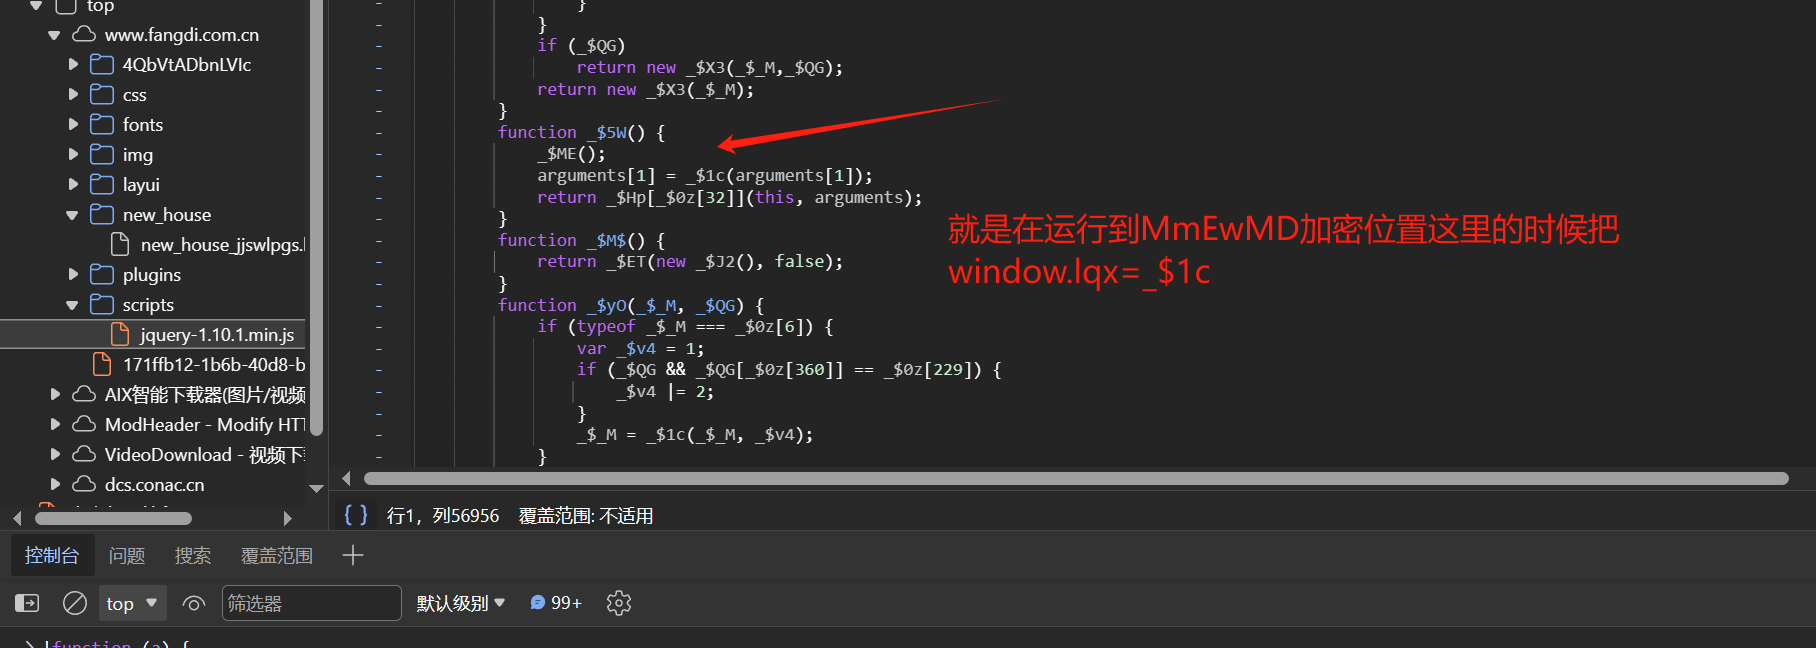 top
www.fangdi.com.cn
4QbVtADbnLVIc
css
fonts
img
layui
new_house
new_house_jjswlpgs.l
plugins
scripts
jquery-1.10.1.min.js
171ffb12-1b6b-40d8-b
AIX智能下载器(图片/视频
ModHeader - Modify HTT
VideoDownload - 视频下
dcs.conac.cn
}
}
if (_$QG)
return new _$X3(_$_M,_$QG);
return new _$X3(_$_M);
}
function _$5W() {
_$ME();
arguments[1] = _$1c(arguments[1]);
return _$Hp[_$0z[32]](this, arguments);
}
function _$M$() {
return _$ET(new _$J2(), false);
}
function _$yO(_$_M, _$QG) {
if (typeof _$_M === _$0z[6]) {
var _$v4 = 1;
if (_$QG && _$QG[_$0z[360]] == _$0z[229]) {
_$v4 |= 2;
}
_$_M = _$1c(_$_M, _$v4);
}
就是在运行到MmEwMD加密位置这里的时候把
window.lqx=_$1c
{} 行1，列56956 覆盖范围: 不适用
控制台 问题 搜索 覆盖范围
top 筛选器 默认级别 99+
function (a) {